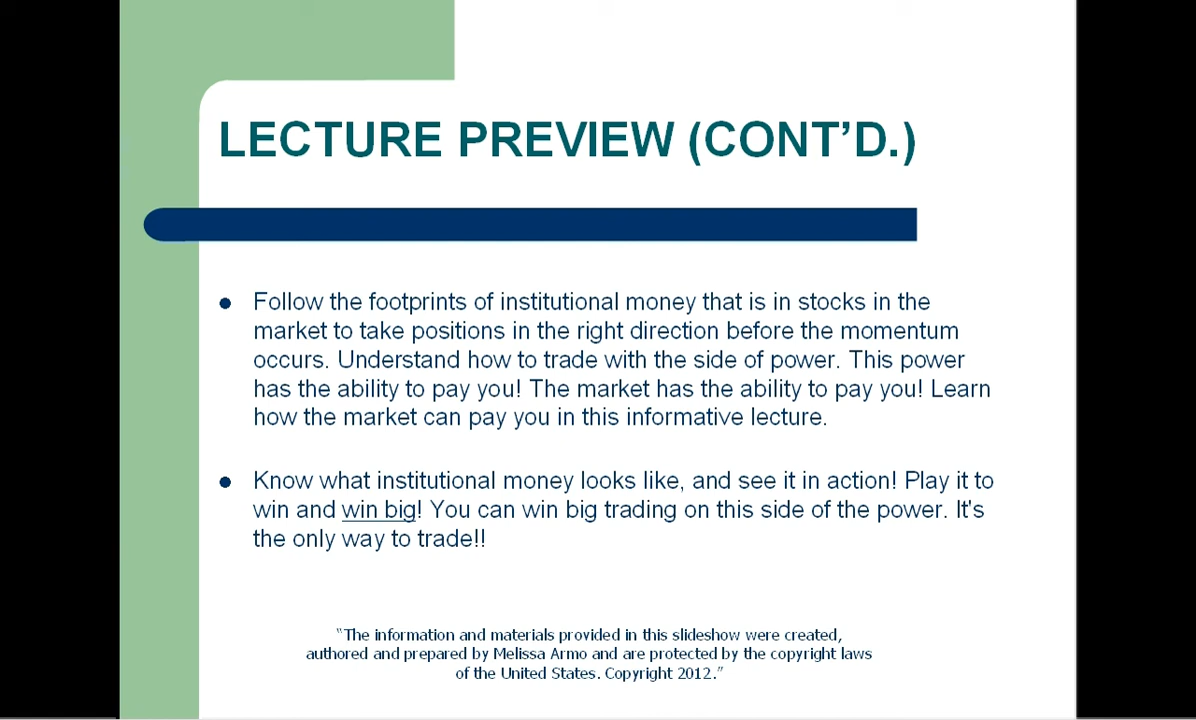 LECTURE PREVIEW (CONT’D.)
Follow the footprints of institutional money that is in stocks in the
market to take positions in the right direction before the momentum
occurs. Understand how to trade with the side of power. This power
has the ability to pay you! The market has the ability to pay you! Learn
how the market can pay you in this informative lecture.
Know what institutional money looks like, and see it in action! Play it to
win and win big! You can win big trading on this side of the power. It's
the only way to trade!!
“The information and materials provided in this slideshow were created,
authored and prepared by Melissa Armo and are protected by the copyright laws
of the United States. Copyright 2012.”